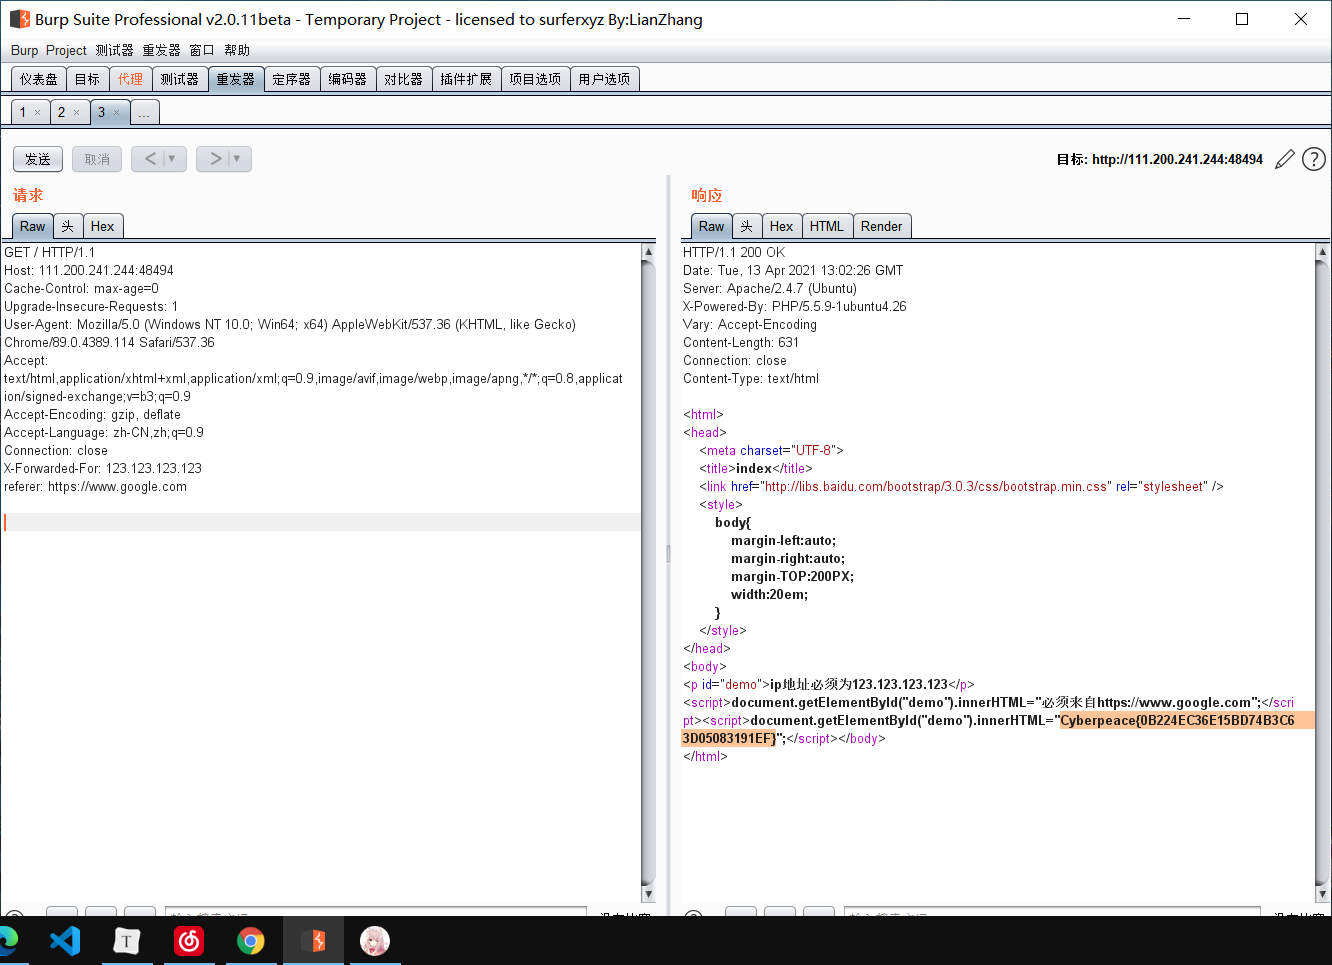 Burp Suite Professional v2.0.11beta - Temporary Project - licensed to surferxyz By:LianZhang
Burp Project 测试器 重发器 窗口 帮助
仪表盘 目标 代理 测试器 重发器 定序器 编码器 对比器 插件扩展 项目选项 用户选项
1 × 2 × 3 × ...
发送 取消 < ▼ > ▼ 目标: http://111.200.241.244:48494 ?
请求
Raw 头 Hex
GET / HTTP/1.1
Host: 111.200.241.244:48494
Cache-Control: max-age=0
Upgrade-Insecure-Requests: 1
User-Agent: Mozilla/5.0 (Windows NT 10.0; Win64; x64) AppleWebKit/537.36 (KHTML, like Gecko)
Chrome/89.0.4389.114 Safari/537.36
Accept:
text/html,application/xhtml+xml,application/xml;q=0.9,image/avif,image/webp,image/apng,*/*;q=0.8,applicat
ion/signed-exchange;v=b3;q=0.9
Accept-Encoding: gzip, deflate
Accept-Language: zh-CN,zh;q=0.9
Connection: close
X-Forwarded-For: 123.123.123.123
referer: https://www.google.com
响应
Raw 头 Hex HTML Render
HTTP/1.1 200 OK
Date: Tue, 13 Apr 2021 13:02:26 GMT
Server: Apache/2.4.7 (Ubuntu)
X-Powered-By: PHP/5.5.9-1ubuntu4.26
Vary: Accept-Encoding
Content-Length: 631
Connection: close
Content-Type: text/html
<html>
<head>
<meta charset="UTF-8">
<title>index</title>
<link href="http://libs.baidu.com/bootstrap/3.0.3/css/bootstrap.min.css" rel="stylesheet" />
<style>
body{
margin-left:auto;
margin-right:auto;
margin-TOP:200PX;
width:20em;
}
</style>
</head>
<body>
<p id="demo">ip地址必须为123.123.123.123</p>
<script>document.getElementById("demo").innerHTML="必须来自https://www.google.com";</scri
pt><script>document.getElementById("demo").innerHTML="Cyberpeace{0B224EC36E15BD74B3C6
3D05083191EF}";</script></body>
</html>
T